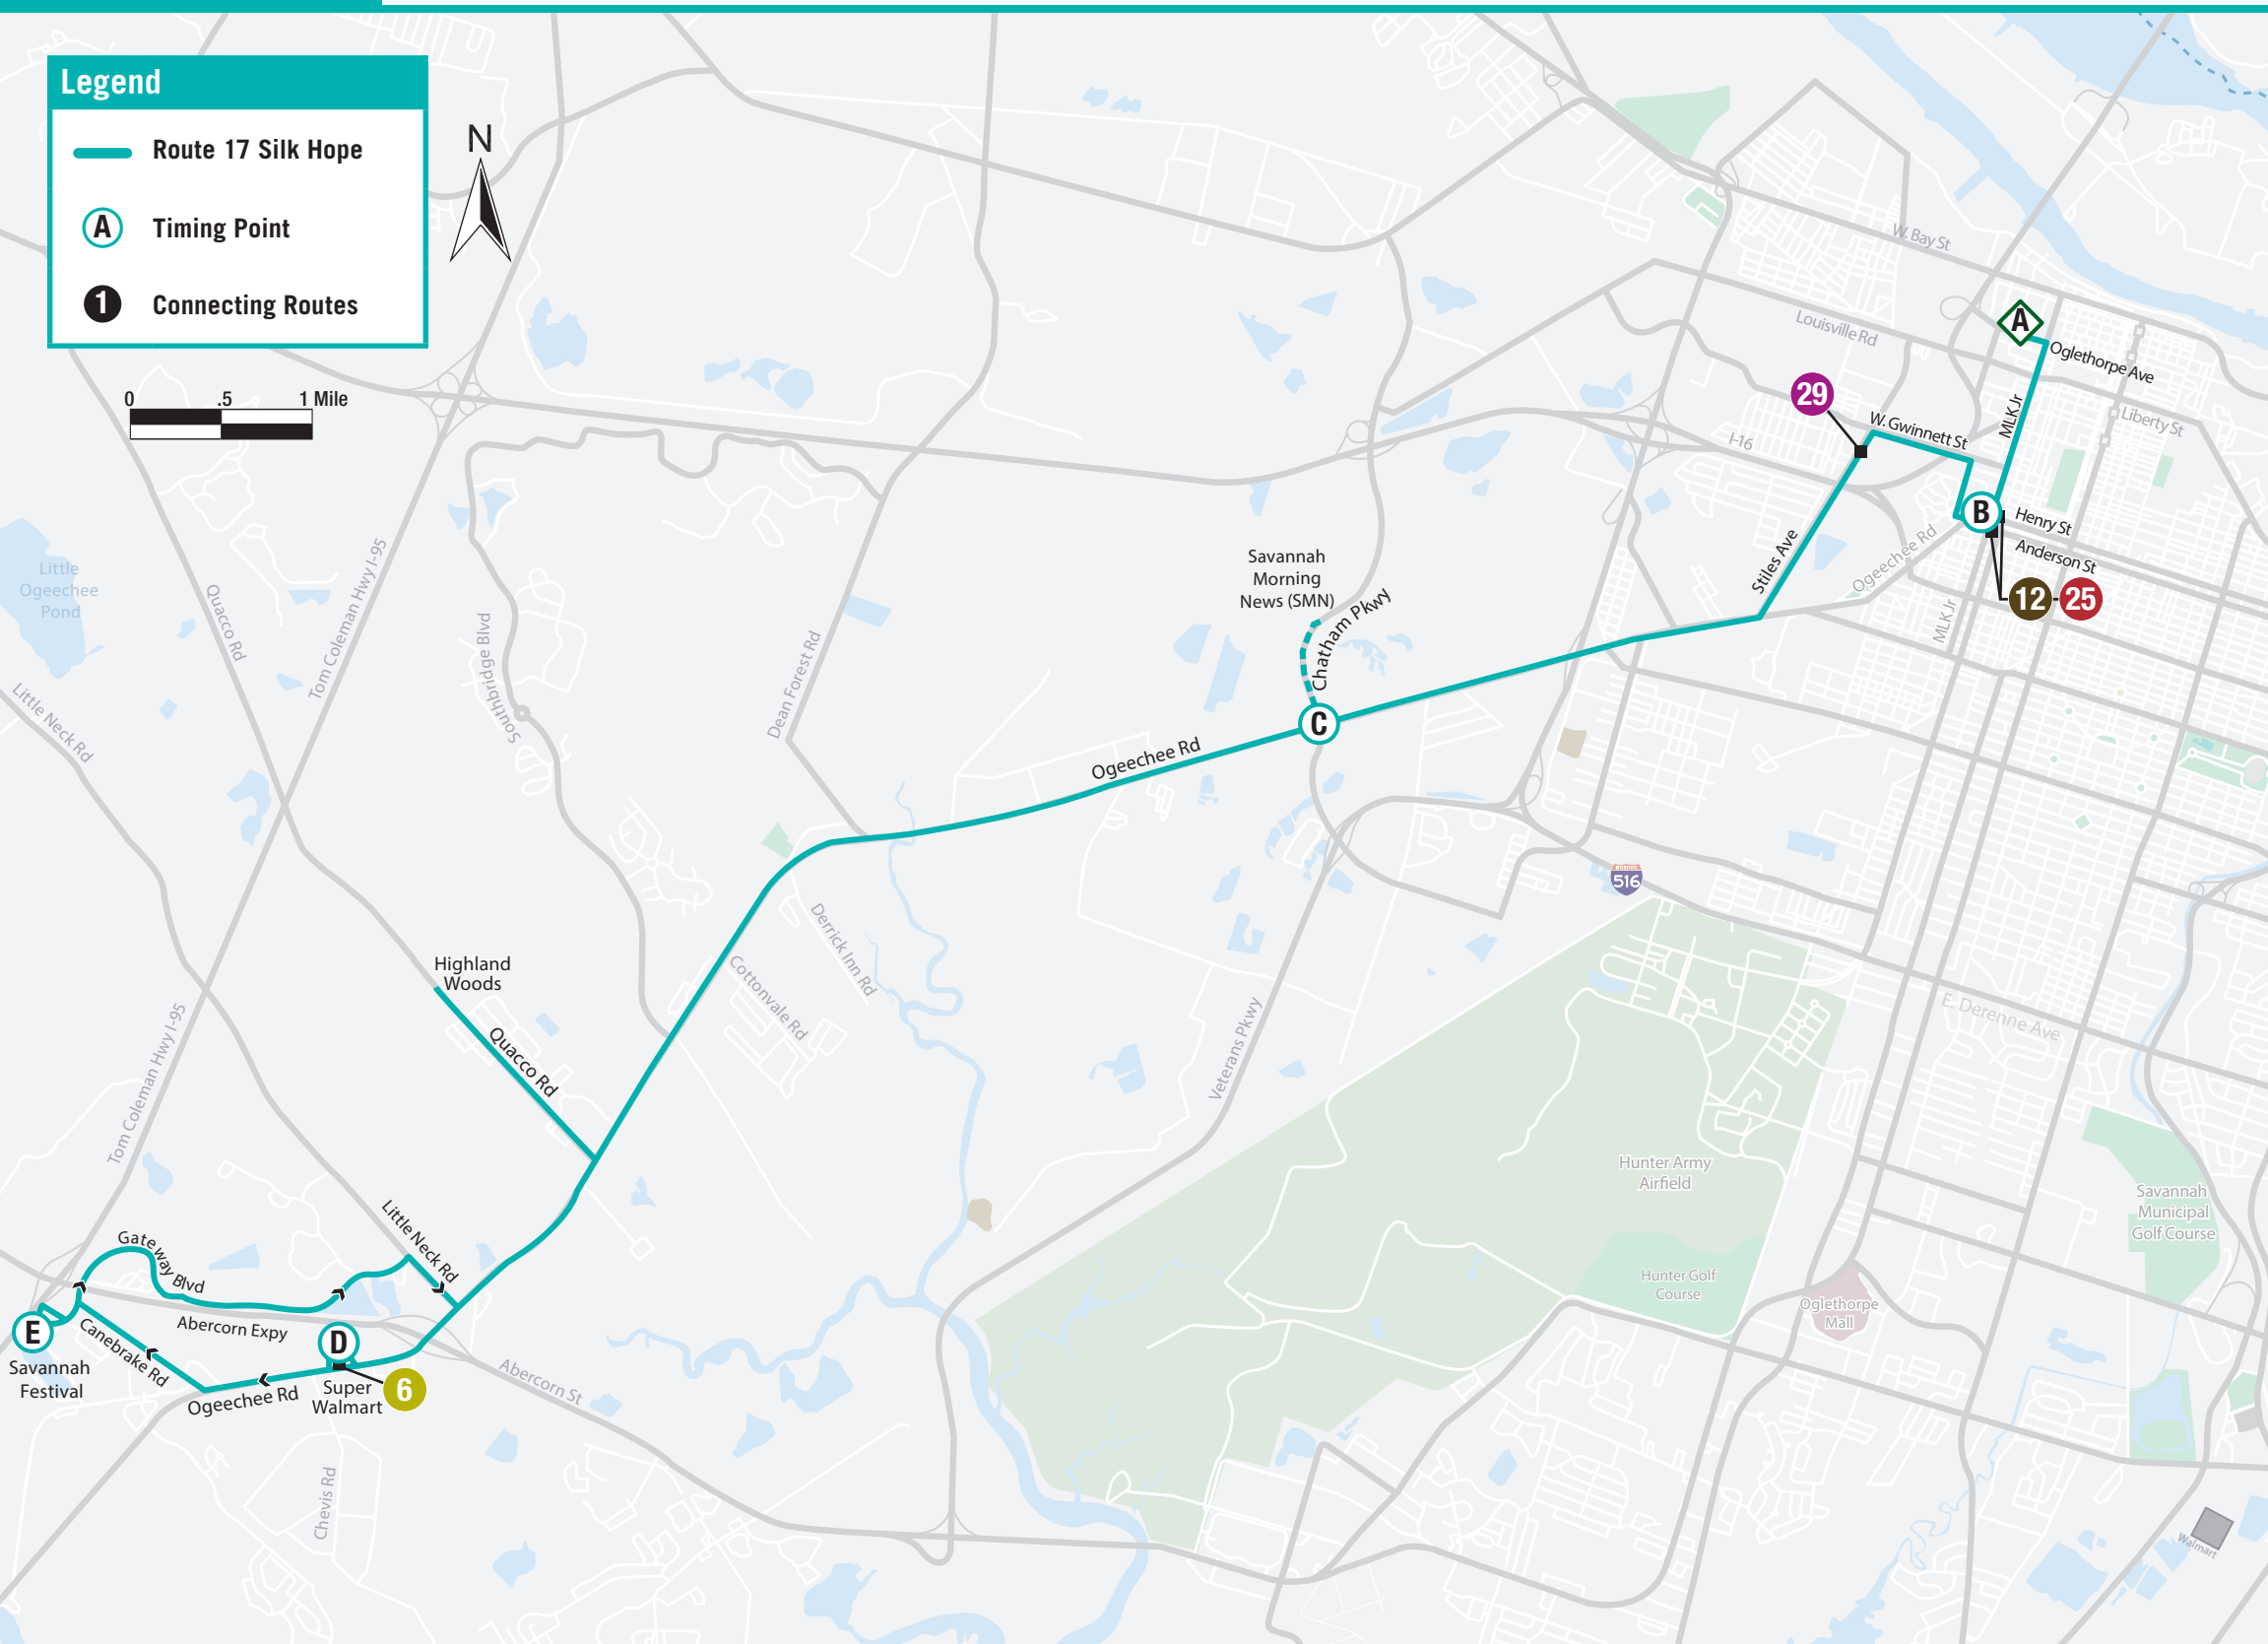 Legend
Route 17 Silk Hope
A
Timing Point
1
Connecting Routes
N
0 .5 1 Mile
W. Bay St
Louisville Rd
A
Oglethorpe Ave
MLK Jr
Liberty St
29
W. Gwinnett St
I-16
B
Henry St
Anderson St
Stiles Ave
Ogeechee Rd
12
25
MLK Jr
Savannah
Morning
News (SMN)
Chatham Pkwy
C
Ogeechee Rd
Little
Ogeechee
Pond
Quacco Rd
Tom Coleman Hwy I-95
Southbridge Blvd
Dean Forest Rd
Little Neck Rd
516
Derrick Inn Rd
Cottonvale Rd
Highland
Woods
Quacco Rd
Veterans Pkwy
E. Derenne Ave
Tom Coleman Hwy I-95
Hunter Army
Airfield
Savannah
Municipal
Golf Course
Little Neck Rd
Gateway Blvd
Hunter Golf
Course
Oglethorpe
Mall
E
Savannah
Festival
Canebrake Rd
Abercorn Expy
D
Super
Walmart
6
Ogeechee Rd
Abercorn St
Chevis Rd
Walmart